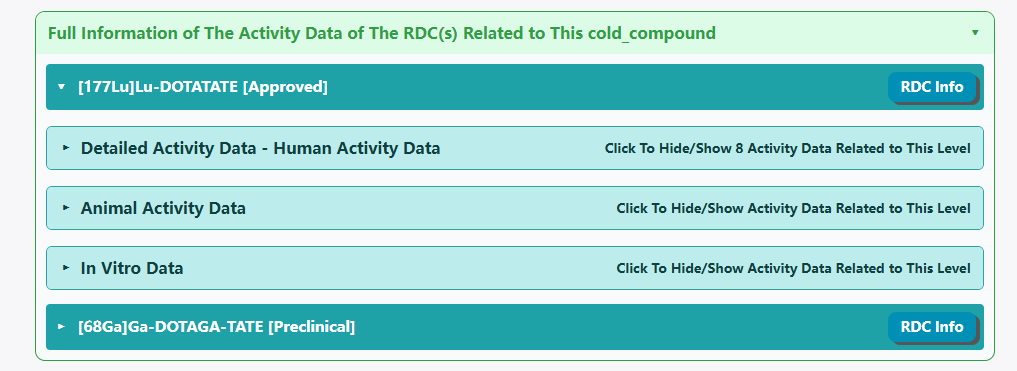 Full Information of The Activity Data of The RDC(s) Related to This cold_compound
[177Lu]Lu-DOTATATE [Approved] RDC Info
Detailed Activity Data - Human Activity Data Click To Hide/Show 8 Activity Data Related to This Level
Animal Activity Data Click To Hide/Show Activity Data Related to This Level
In Vitro Data Click To Hide/Show Activity Data Related to This Level
[68Ga]Ga-DOTAGA-TATE [Preclinical] RDC Info